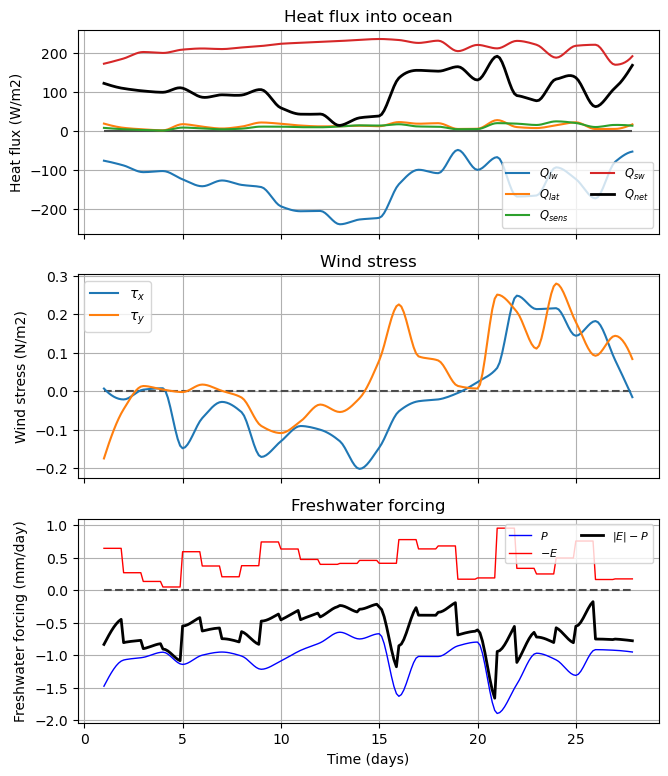 Heat flux into ocean
Heat flux (W/m2)
200
100
0
−100
−200
Q_lw
Q_lat
Q_sens
Q_sw
Q_net
Wind stress
Wind stress (N/m2)
0.3
0.2
0.1
0.0
−0.1
−0.2
τ_x
τ_y
Freshwater forcing
Freshwater forcing (mm/day)
1.0
0.5
0.0
−0.5
−1.0
−1.5
−2.0
P
−E
|E| − P
0 5 10 15 20 25
Time (days)